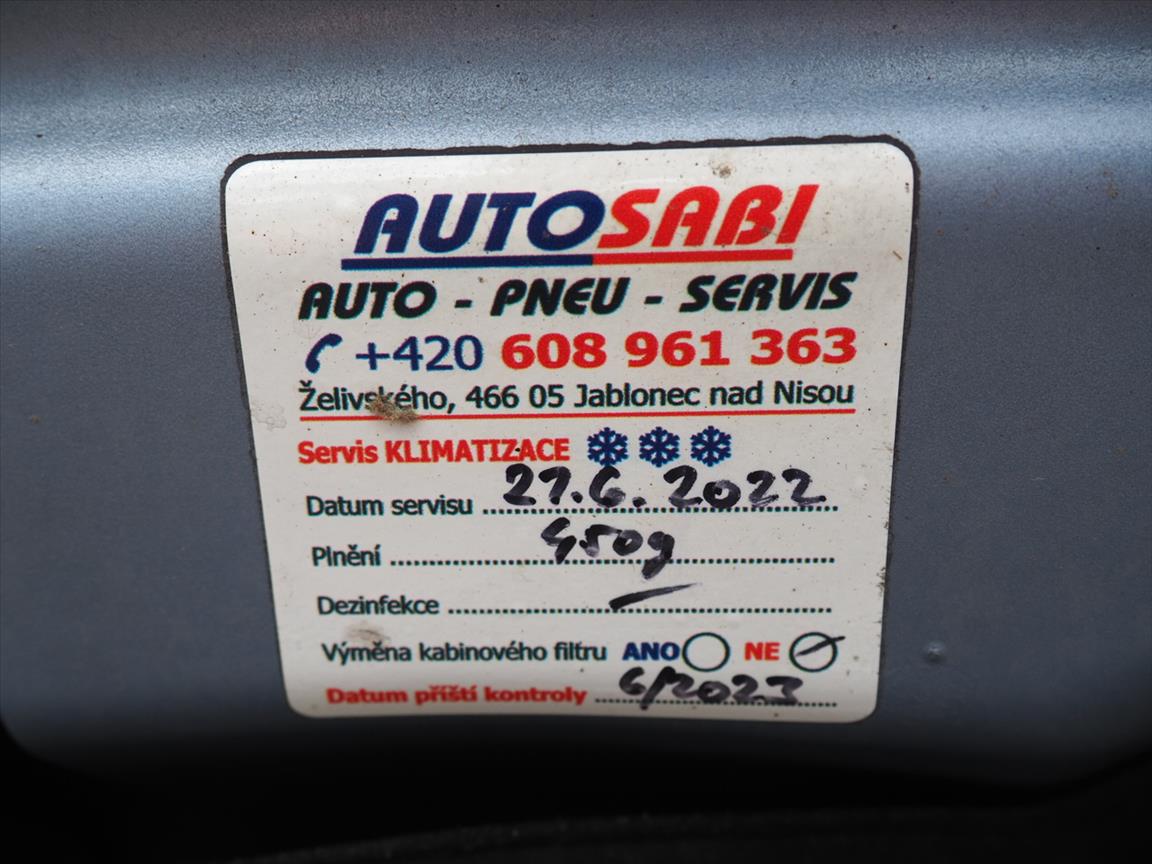 AUTOSABI
AUTO - PNEU - SERVIS
+420 608 961 363
Želivského, 466 05 Jablonec nad Nisou
Servis KLIMATIZACE
Datum servisu 27.6.2022
Plnění 450g
Dezinfekce —
Výměna kabinového filtru ANO NE
Datum příští kontroly 6/2023